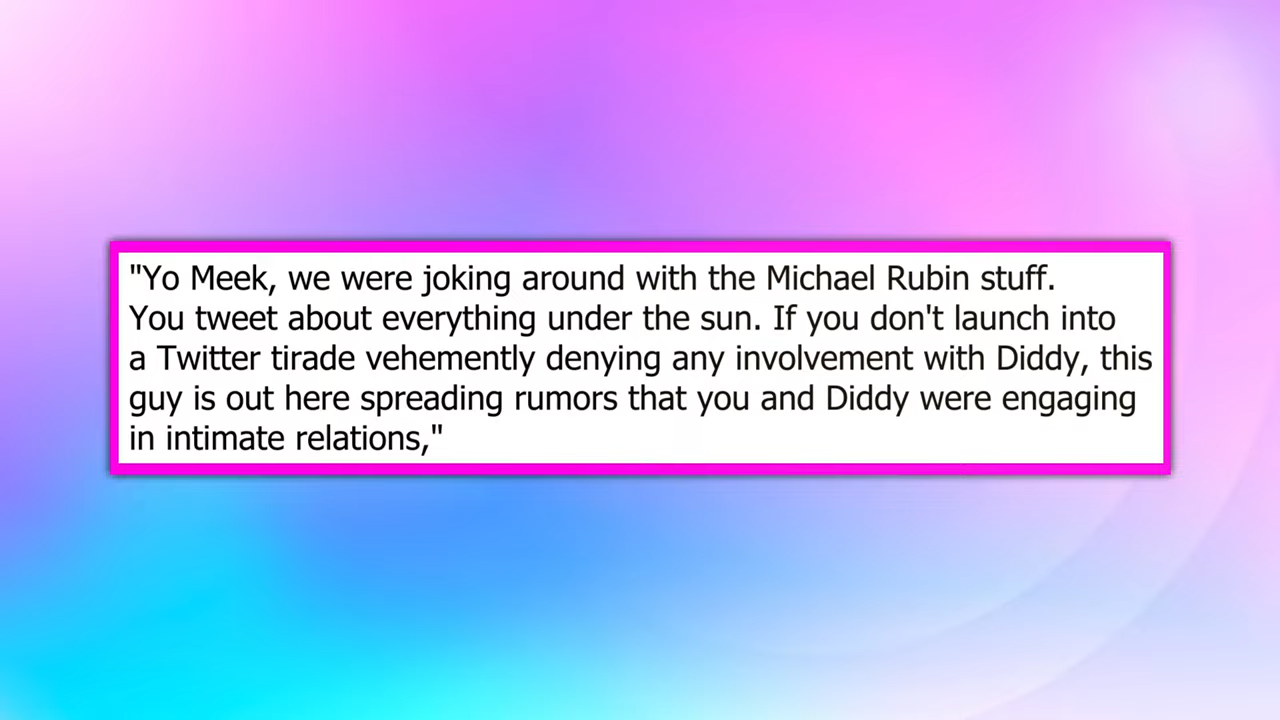 "Yo Meek, we were joking around with the Michael Rubin stuff.
You tweet about everything under the sun. If you don't launch into
a Twitter tirade vehemently denying any involvement with Diddy, this
guy is out here spreading rumors that you and Diddy were engaging
in intimate relations,"